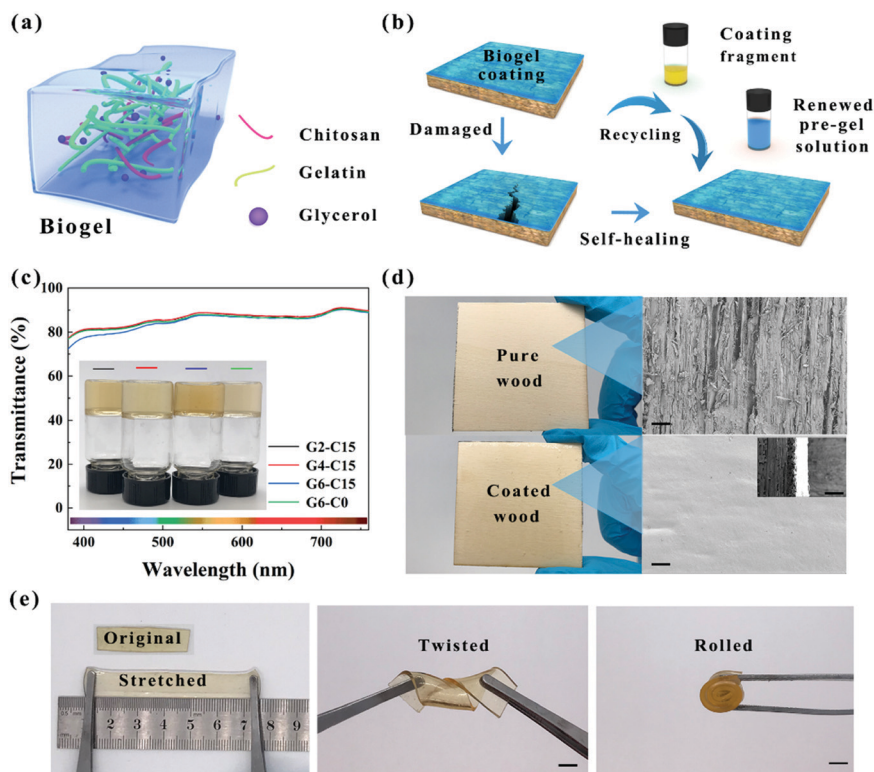 (a)
Chitosan
Gelatin
Glycerol
Biogel
(b)
Biogel
coating
Coating
fragment
Damaged
Recycling
Renewed
pre-gel
solution
Self-healing
(c)
Transmittance (%)
100
80
60
40
20
0
G2-C15
G4-C15
G6-C15
G6-C0
400
500
600
700
Wavelength (nm)
(d)
Pure
wood
Coated
wood
(e)
Original
Stretched
2 3 4 5 6 7 8 9
Twisted
Rolled